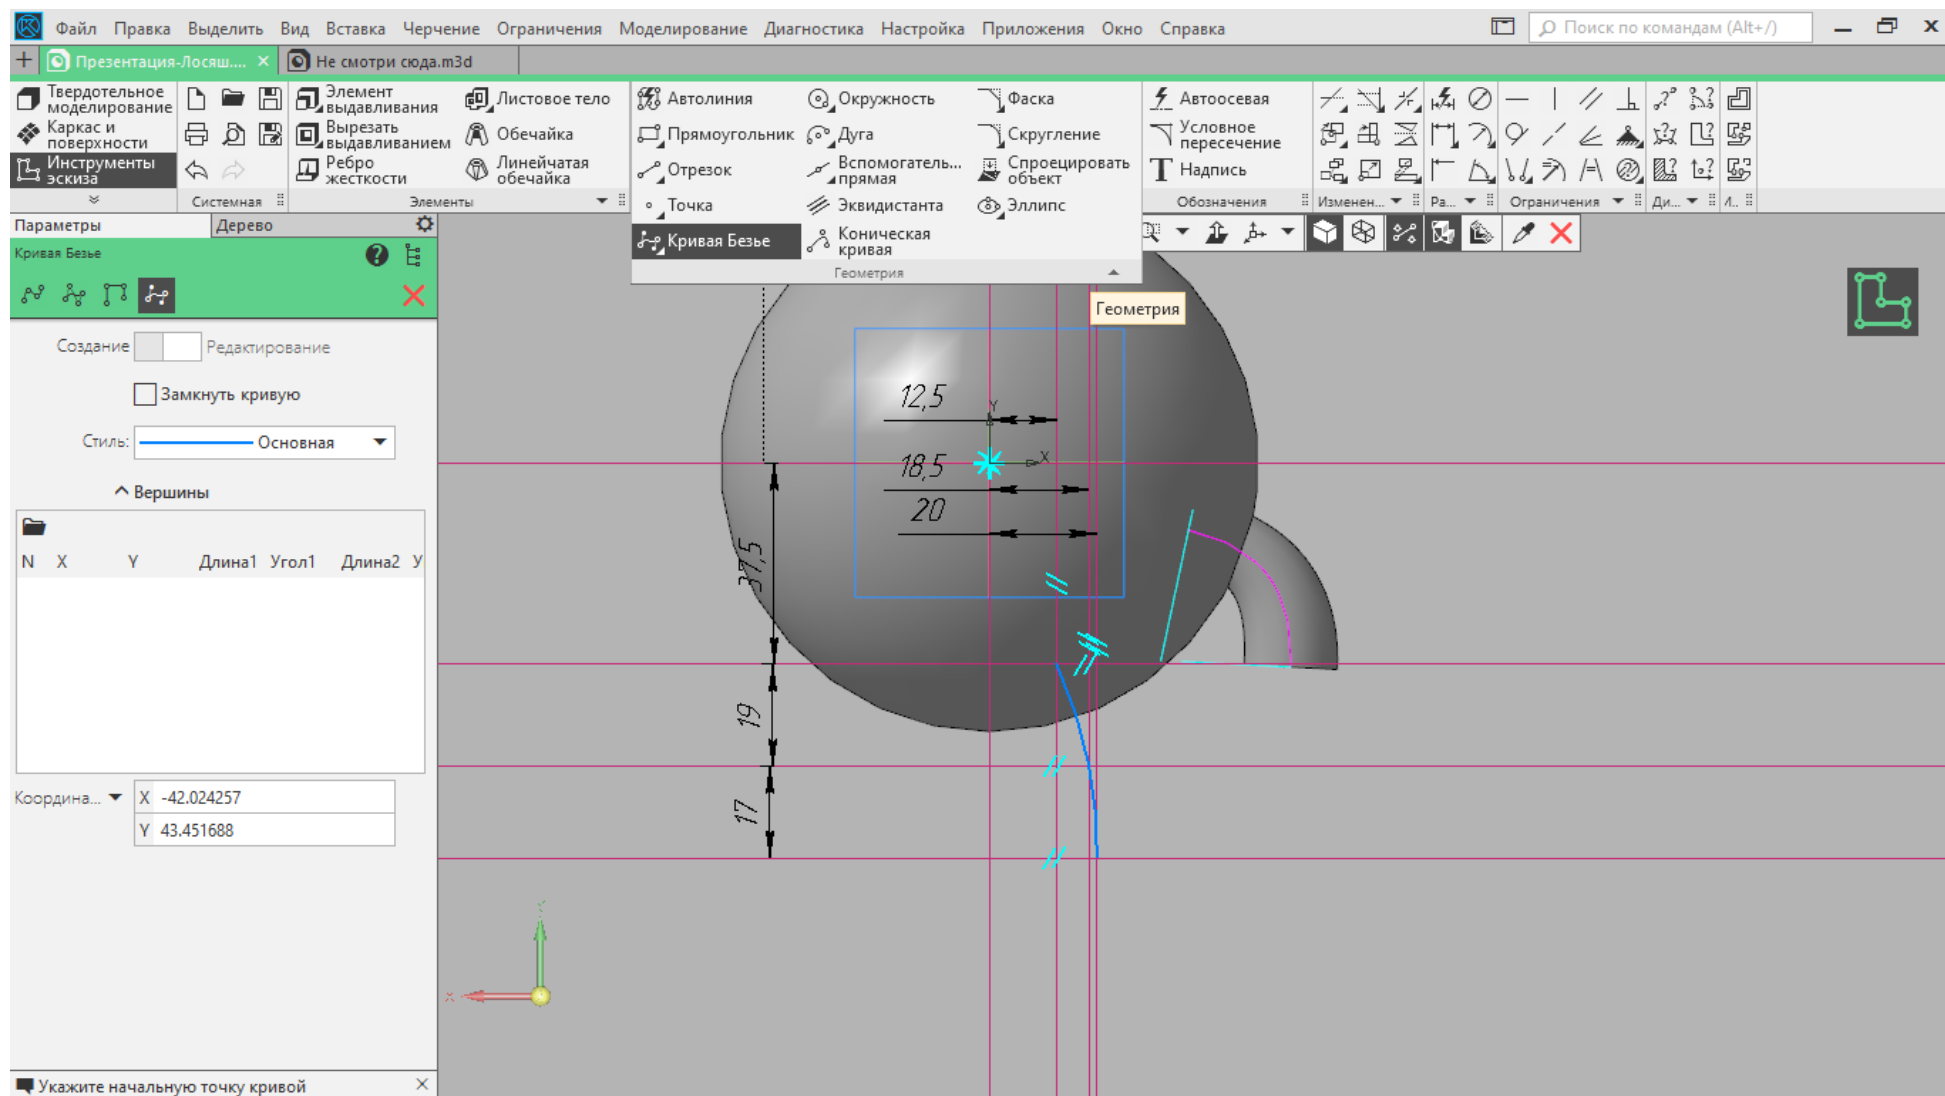 Файл Правка Выделить Вид Вставка Черчение Ограничения Моделирование Диагностика Настройка Приложения Окно Справка
Поиск по командам (Alt+/)
Презентация-Лосяш....
Не смотри сюда.m3d
Твердотельное
моделирование
Каркас и
поверхности
Инструменты
эскиза
Системная
Элемент
выдавливания
Вырезать
выдавливанием
Ребро
жесткости
Листовое тело
Обечайка
Линейчатая
обечайка
Элементы
Автолиния
Прямоугольник
Отрезок
Точка
Кривая Безье
Окружность
Дуга
Вспомогатель...
прямая
Эквидистанта
Коническая
кривая
Фаска
Скругление
Спроецировать
объект
Эллипс
Геометрия
Автоосевая
Условное
пересечение
Надпись
Обозначения
Изменен...
Ра...
Ограничения
Ди...
И..
Параметры
Дерево
Кривая Безье
Создание
Редактирование
Замкнуть кривую
Стиль:
Основная
Вершины
N X Y Длина1 Угол1 Длина2 У
Координа...
X -42.024257
Y 43.451688
Укажите начальную точку кривой
Геометрия
12,5
Y
X
18,5
20
37,5
19
17
Y
X